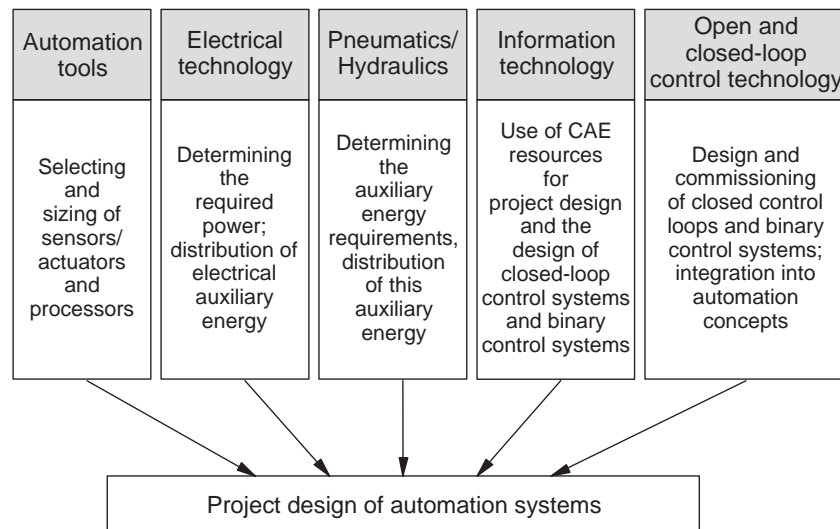 Automation
tools
Electrical
technology
Pneumatics/
Hydraulics
Information
technology
Open and
closed-loop
control technology
Selecting
and
sizing of
sensors/
actuators
and
processors
Determining
the
required
power;
distribution of
electrical
auxiliary
energy
Determining
the
auxiliary
energy
requirements,
distribution
of this
auxiliary
energy
Use of CAE
resources
for
project design
and the
design of
closed-loop
control systems
and binary
control systems
Design and
commissioning
of closed control
loops and binary
control systems;
integration into
automation
concepts
Project design of automation systems